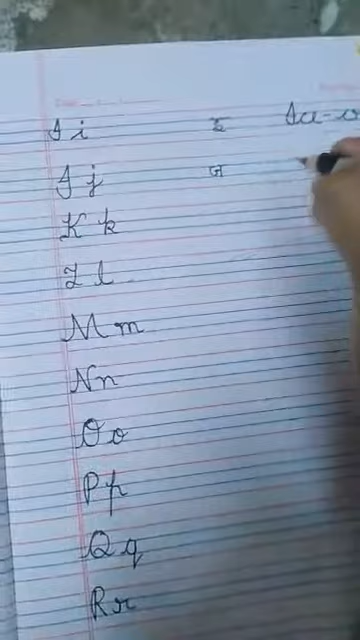 I i इ
J j ज
K k
L l
M m
N n
O o
P p
Q q
R r